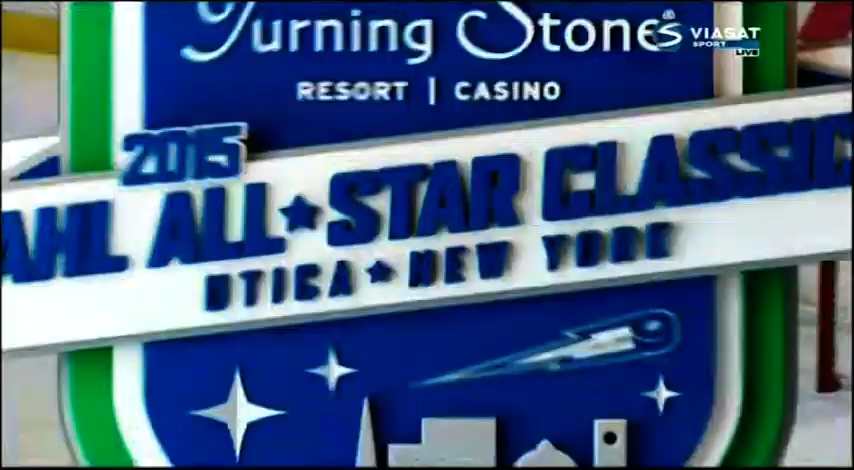 Turning Stone
RESORT | CASINO
VIASAT
SPORT
LIVE
2015
AHL ALL★STAR CLASSIC
UTICA★NEW YORK